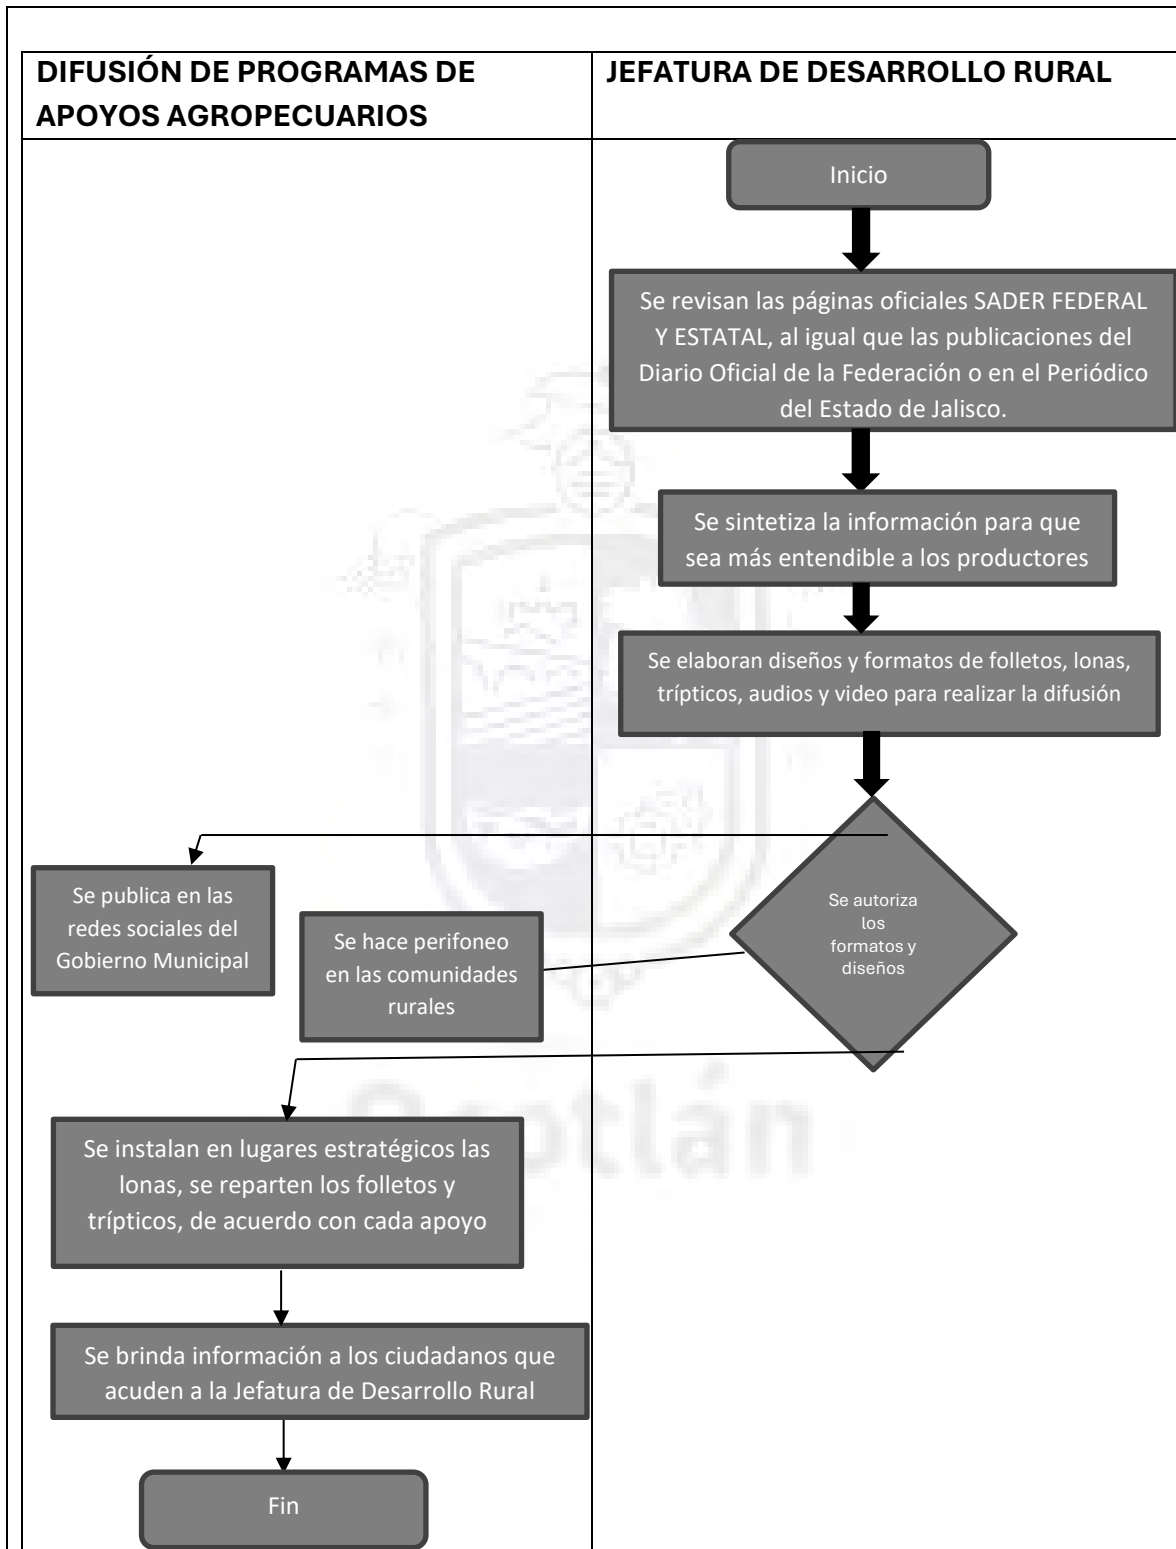 DIFUSIÓN DE PROGRAMAS DE
APOYOS AGROPECUARIOS
JEFATURA DE DESARROLLO RURAL
Inicio
Se revisan las páginas oficiales SADER FEDERAL
Y ESTATAL, al igual que las publicaciones del
Diario Oficial de la Federación o en el Periódico
del Estado de Jalisco.
Se sintetiza la información para que
sea más entendible a los productores
Se elaboran diseños y formatos de folletos, lonas,
trípticos, audios y video para realizar la difusión
Se autoriza
los
formatos y
diseños
Se publica en las
redes sociales del
Gobierno Municipal
Se hace perifoneo
en las comunidades
rurales
Se instalan en lugares estratégicos las
lonas, se reparten los folletos y
trípticos, de acuerdo con cada apoyo
Se brinda información a los ciudadanos que
acuden a la Jefatura de Desarrollo Rural
Fin